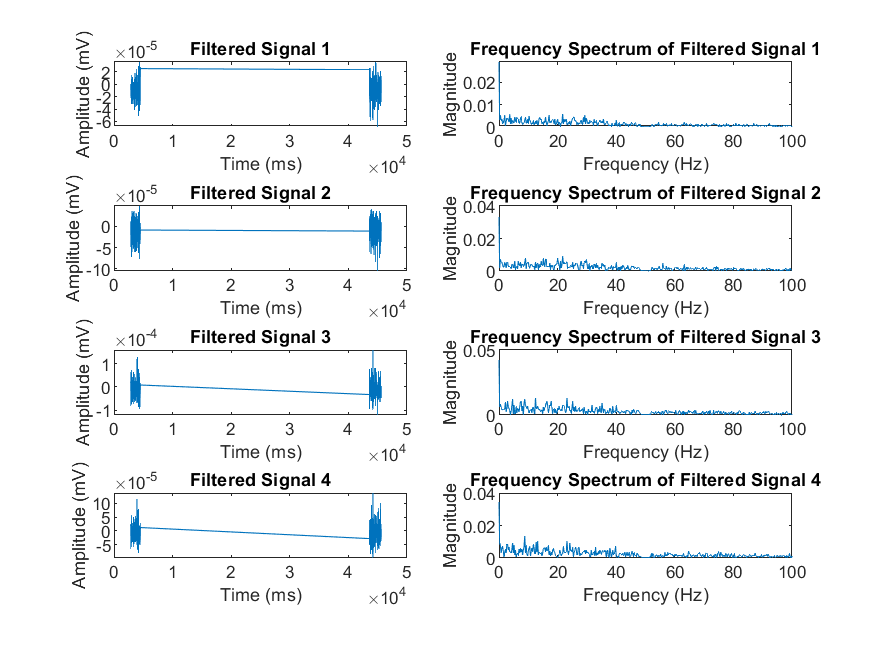 Filtered Signal 1
×10⁻⁵
Amplitude (mV)
2
0
-2
-4
-6
0 1 2 3 4 5
Time (ms)
×10⁴
Frequency Spectrum of Filtered Signal 1
Magnitude
0.02
0.01
0
0 20 40 60 80 100
Frequency (Hz)
Filtered Signal 2
×10⁻⁵
Amplitude (mV)
0
-5
-10
0 1 2 3 4 5
Time (ms)
×10⁴
Frequency Spectrum of Filtered Signal 2
Magnitude
0.04
0.02
0
0 20 40 60 80 100
Frequency (Hz)
Filtered Signal 3
×10⁻⁴
Amplitude (mV)
1
0
-1
0 1 2 3 4 5
Time (ms)
×10⁴
Frequency Spectrum of Filtered Signal 3
Magnitude
0.05
0
0 20 40 60 80 100
Frequency (Hz)
Filtered Signal 4
×10⁻⁵
Amplitude (mV)
10
5
0
-5
0 1 2 3 4 5
Time (ms)
×10⁴
Frequency Spectrum of Filtered Signal 4
Magnitude
0.04
0.02
0
0 20 40 60 80 100
Frequency (Hz)